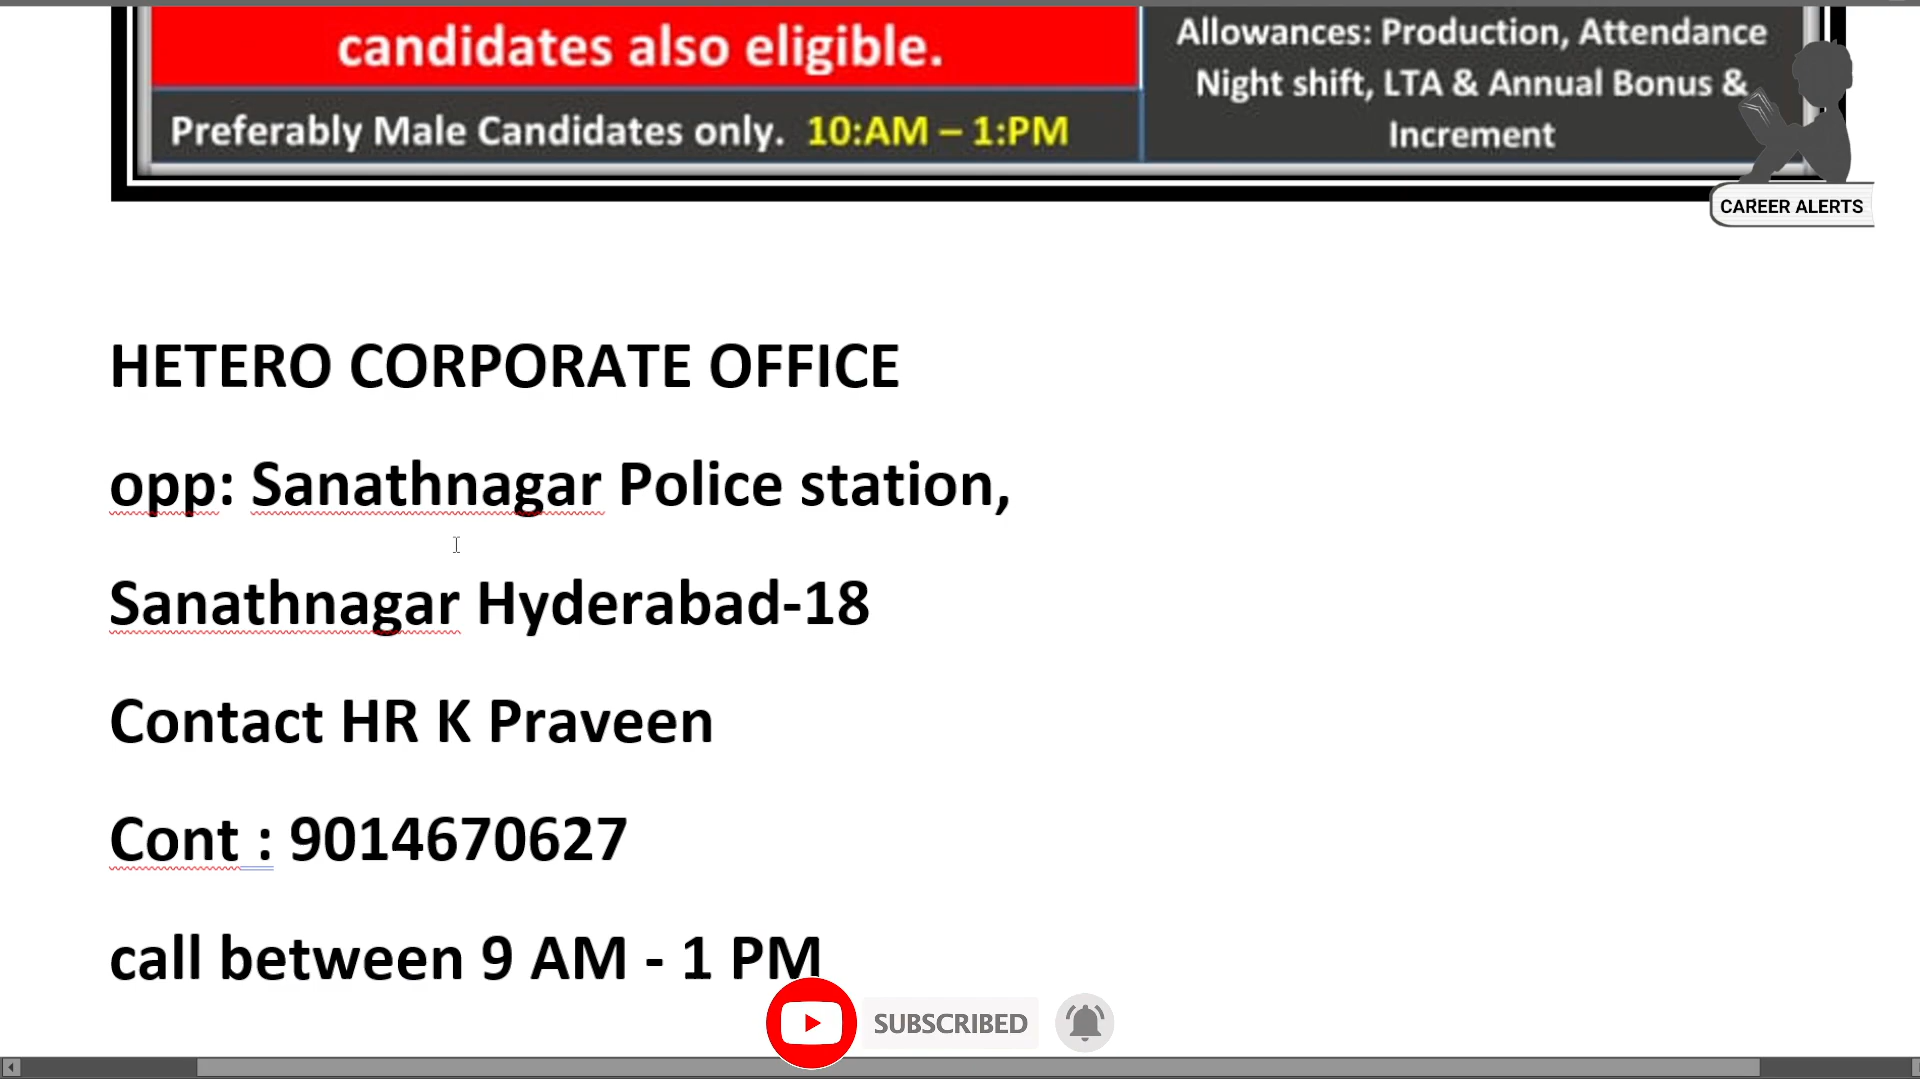 candidates also eligible.
Preferably Male Candidates only. 10:AM – 1:PM
Allowances: Production, Attendance
Night shift, LTA & Annual Bonus &
Increment
CAREER ALERTS
HETERO CORPORATE OFFICE
opp: Sanathnagar Police station,
Sanathnagar Hyderabad-18
Contact HR K Praveen
Cont : 9014670627
call between 9 AM - 1 PM
SUBSCRIBED